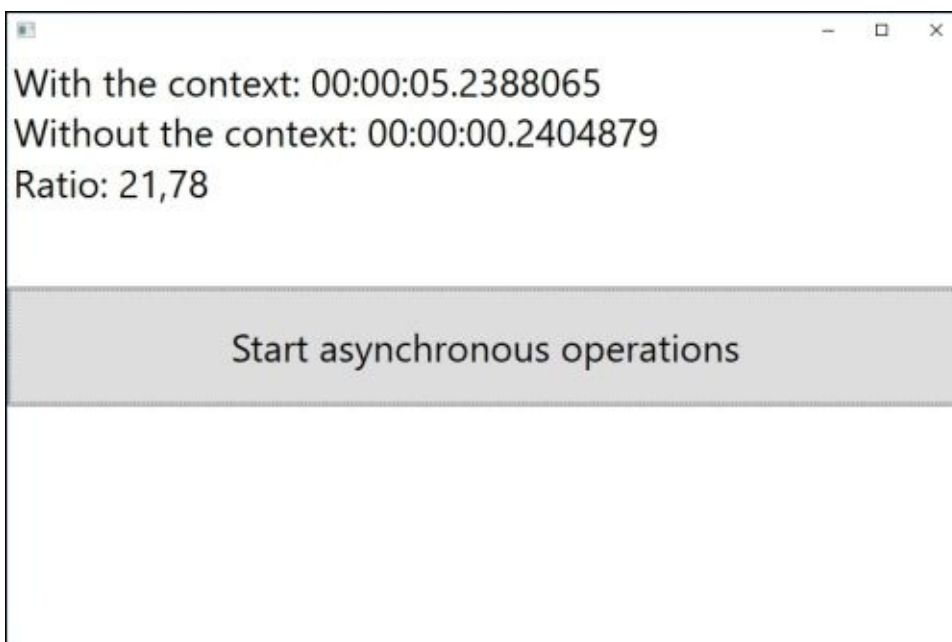 With the context: 00:00:05.2388065
Without the context: 00:00:00.2404879
Ratio: 21,78
Start asynchronous operations